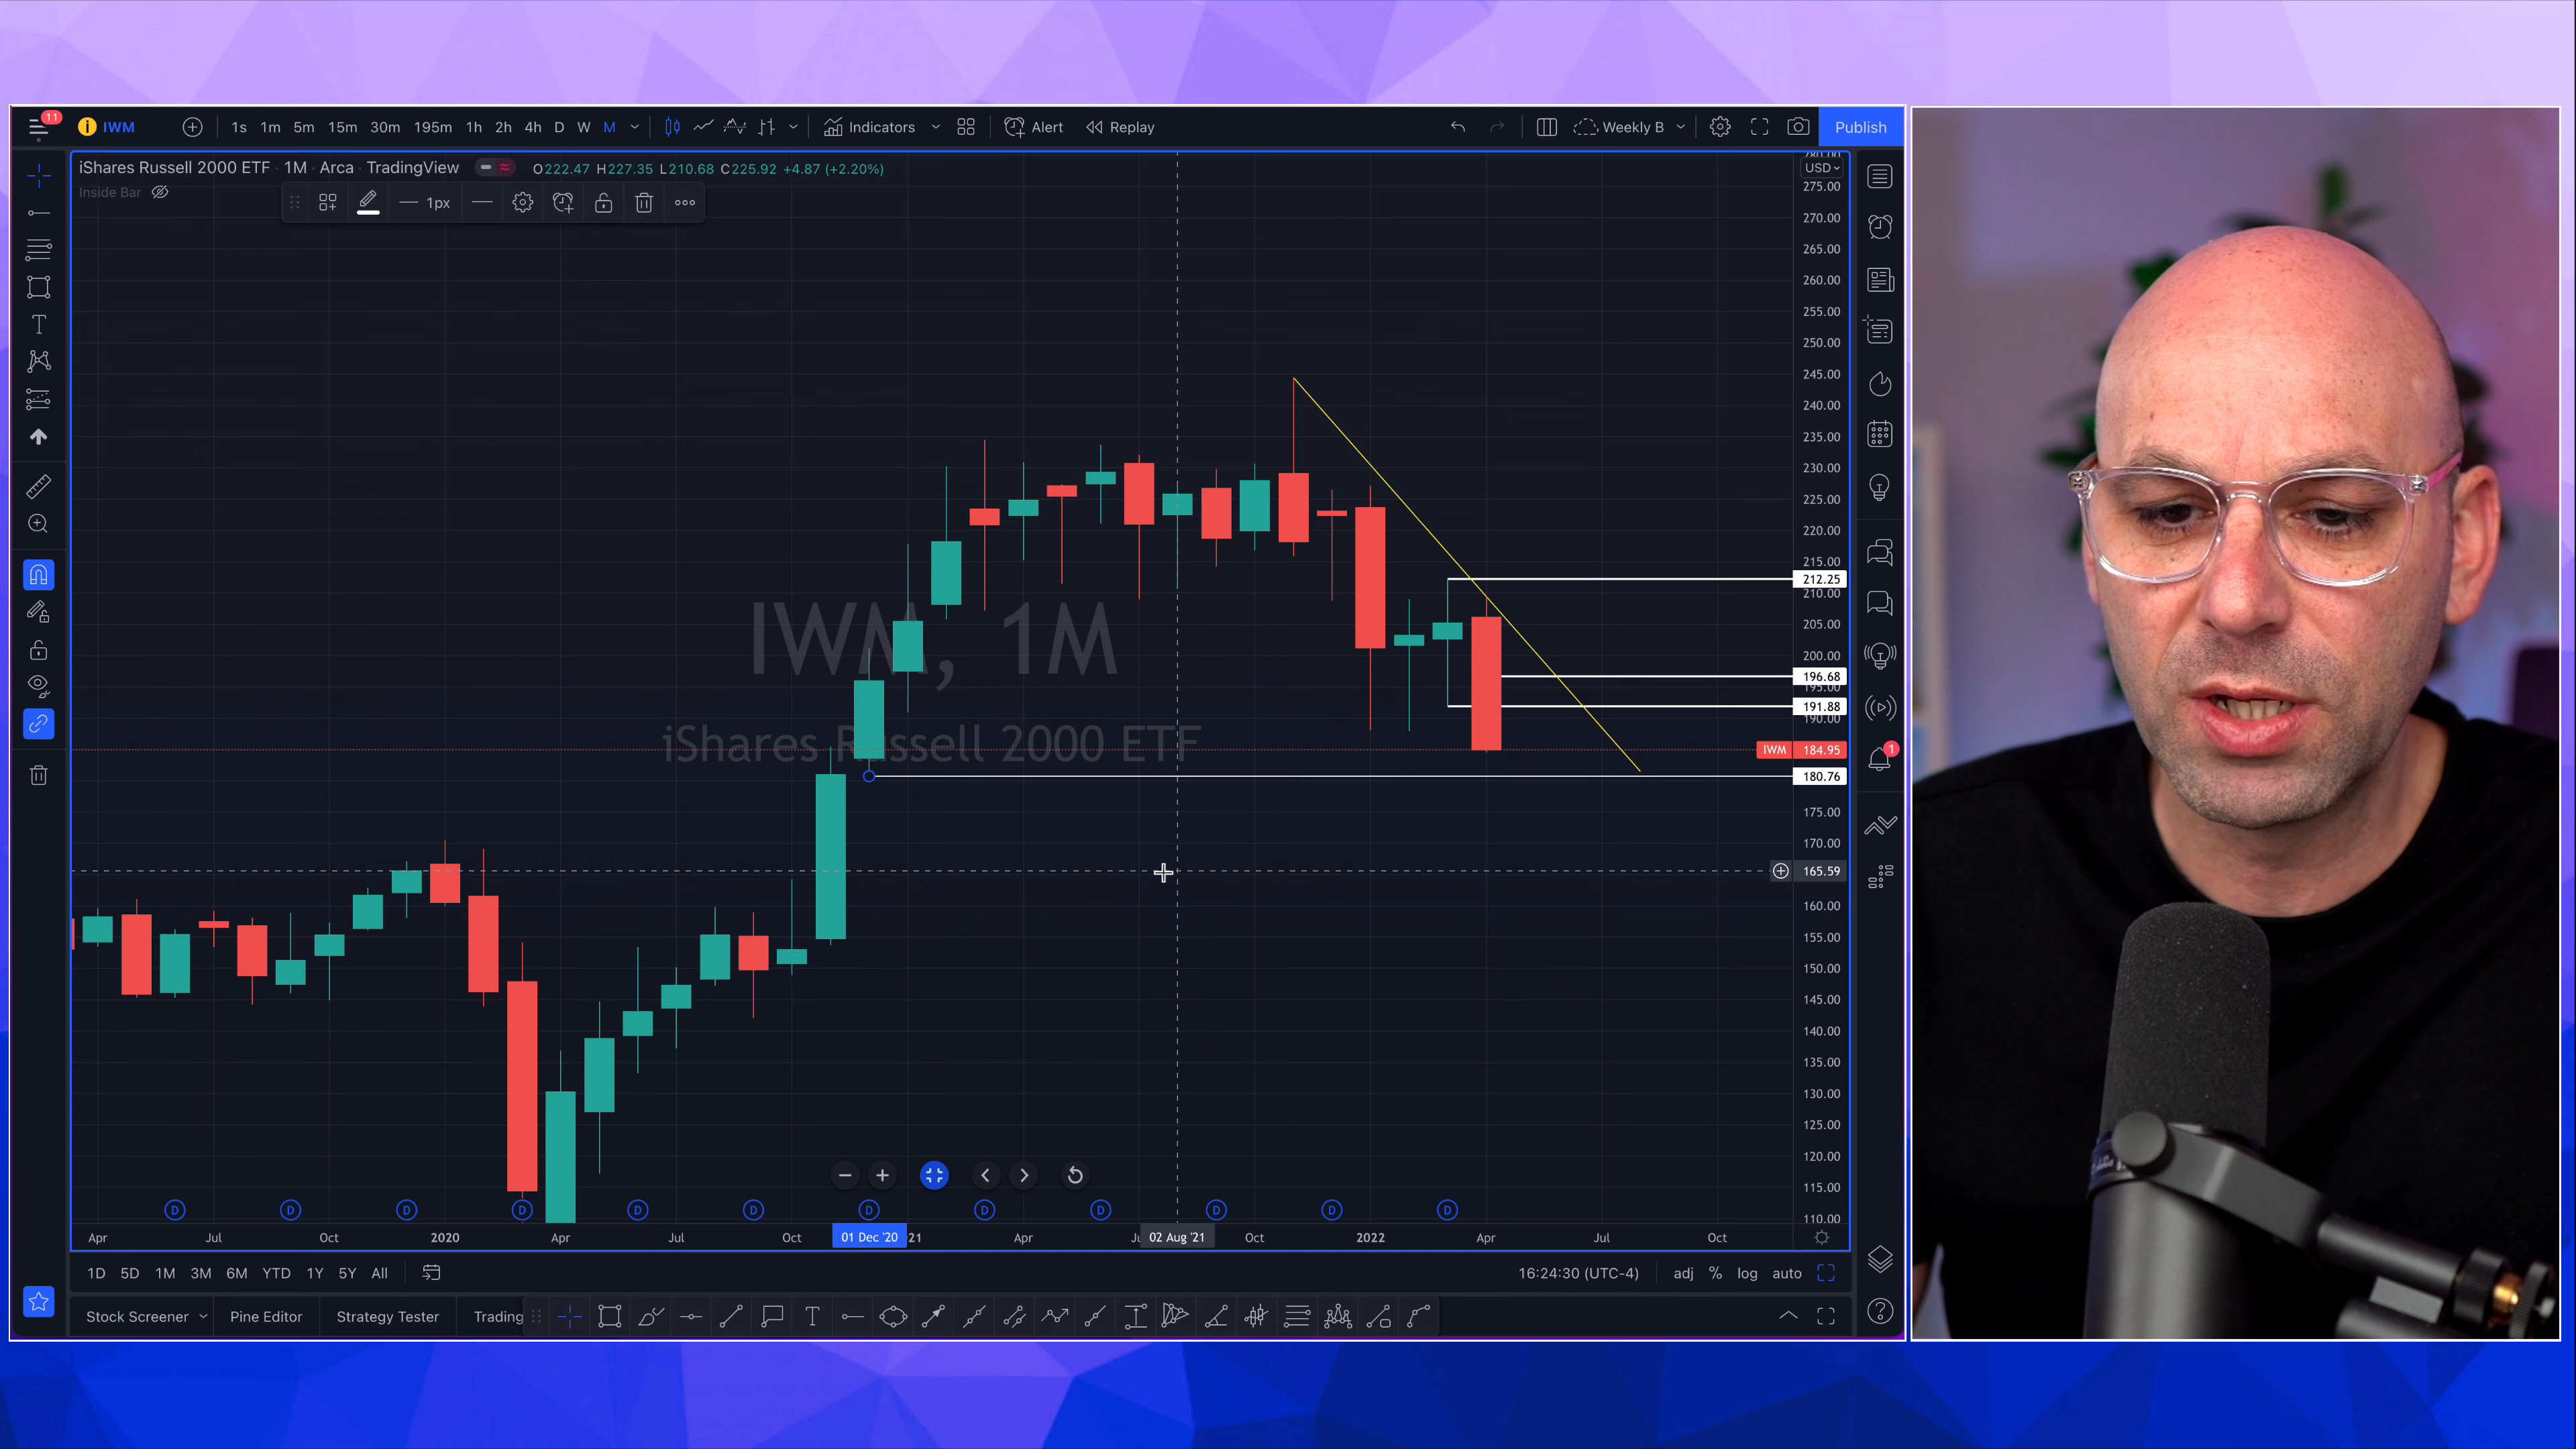 11
IWM
1s 1m 5m 15m 30m 195m 1h 2h 4h D W M
Indicators
Alert
Replay
Weekly B
Publish
iShares Russell 2000 ETF · 1M · Arca · TradingView
O222.47 H227.35 L210.68 C225.92 +4.87 (+2.20%)
USD
Inside Bar
1px
275.00
270.00
265.00
260.00
255.00
250.00
245.00
240.00
235.00
230.00
225.00
220.00
215.00
212.25
210.00
205.00
200.00
196.68
195.00
191.88
190.00
IWM 184.95
180.76
175.00
170.00
165.59
160.00
155.00
150.00
145.00
140.00
135.00
130.00
125.00
120.00
115.00
110.00
IWM, 1M
iShares Russell 2000 ETF
1
D D D D D D D D D D D D
Apr Jul Oct 2020 Apr Jul Oct 01 Dec '20 21 Apr 02 Aug '21 Oct 2022 Apr Jul Oct
1D 5D 1M 3M 6M YTD 1Y 5Y All
16:24:30 (UTC-4) adj % log auto
Stock Screener Pine Editor Strategy Tester Trading